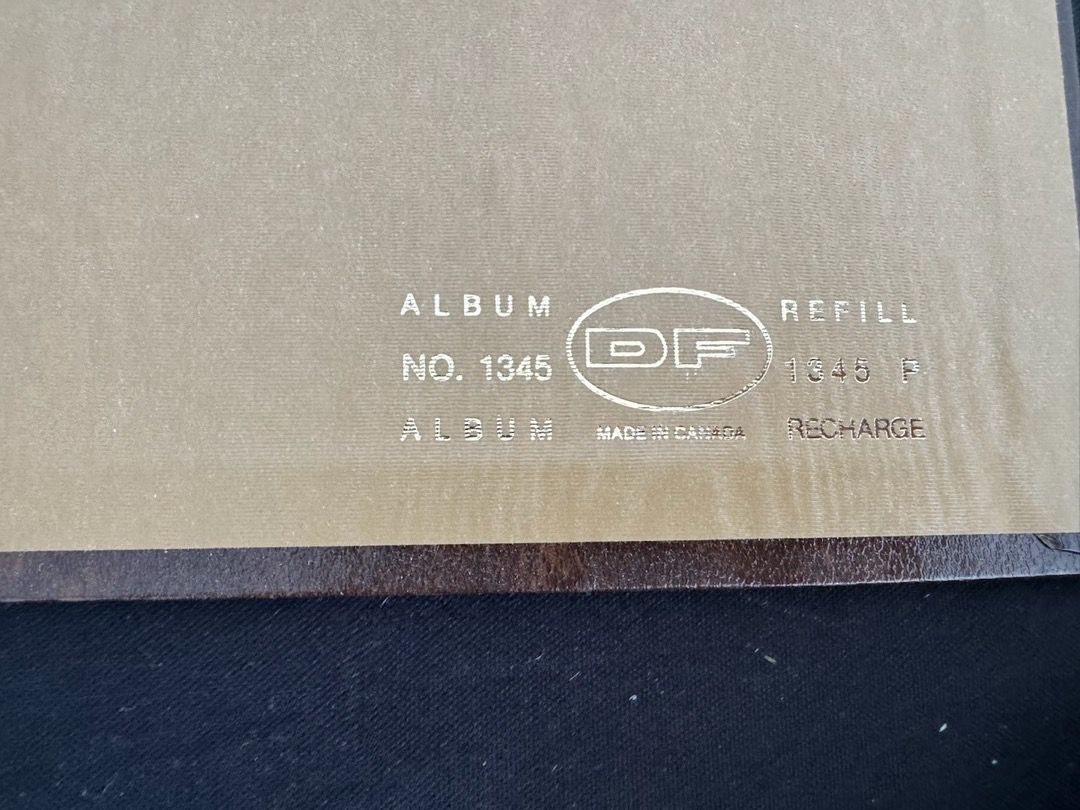 ALBUM
NO. 1345
ALBUM
DF
MADE IN CANADA
REFILL
1345 P
RECHARGE